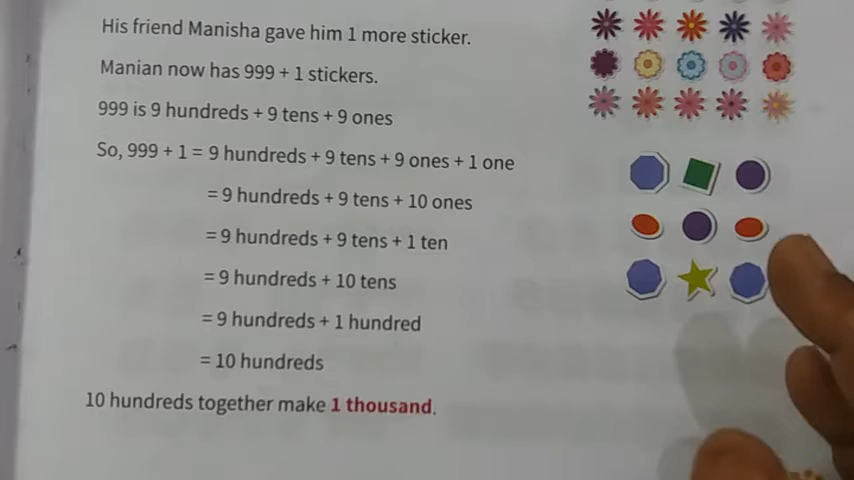 His friend Manisha gave him 1 more sticker.
Manian now has 999 + 1 stickers.
999 is 9 hundreds + 9 tens + 9 ones
So, 999 + 1 = 9 hundreds + 9 tens + 9 ones + 1 one
= 9 hundreds + 9 tens + 10 ones
= 9 hundreds + 9 tens + 1 ten
= 9 hundreds + 10 tens
= 9 hundreds + 1 hundred
= 10 hundreds
10 hundreds together make 1 thousand.